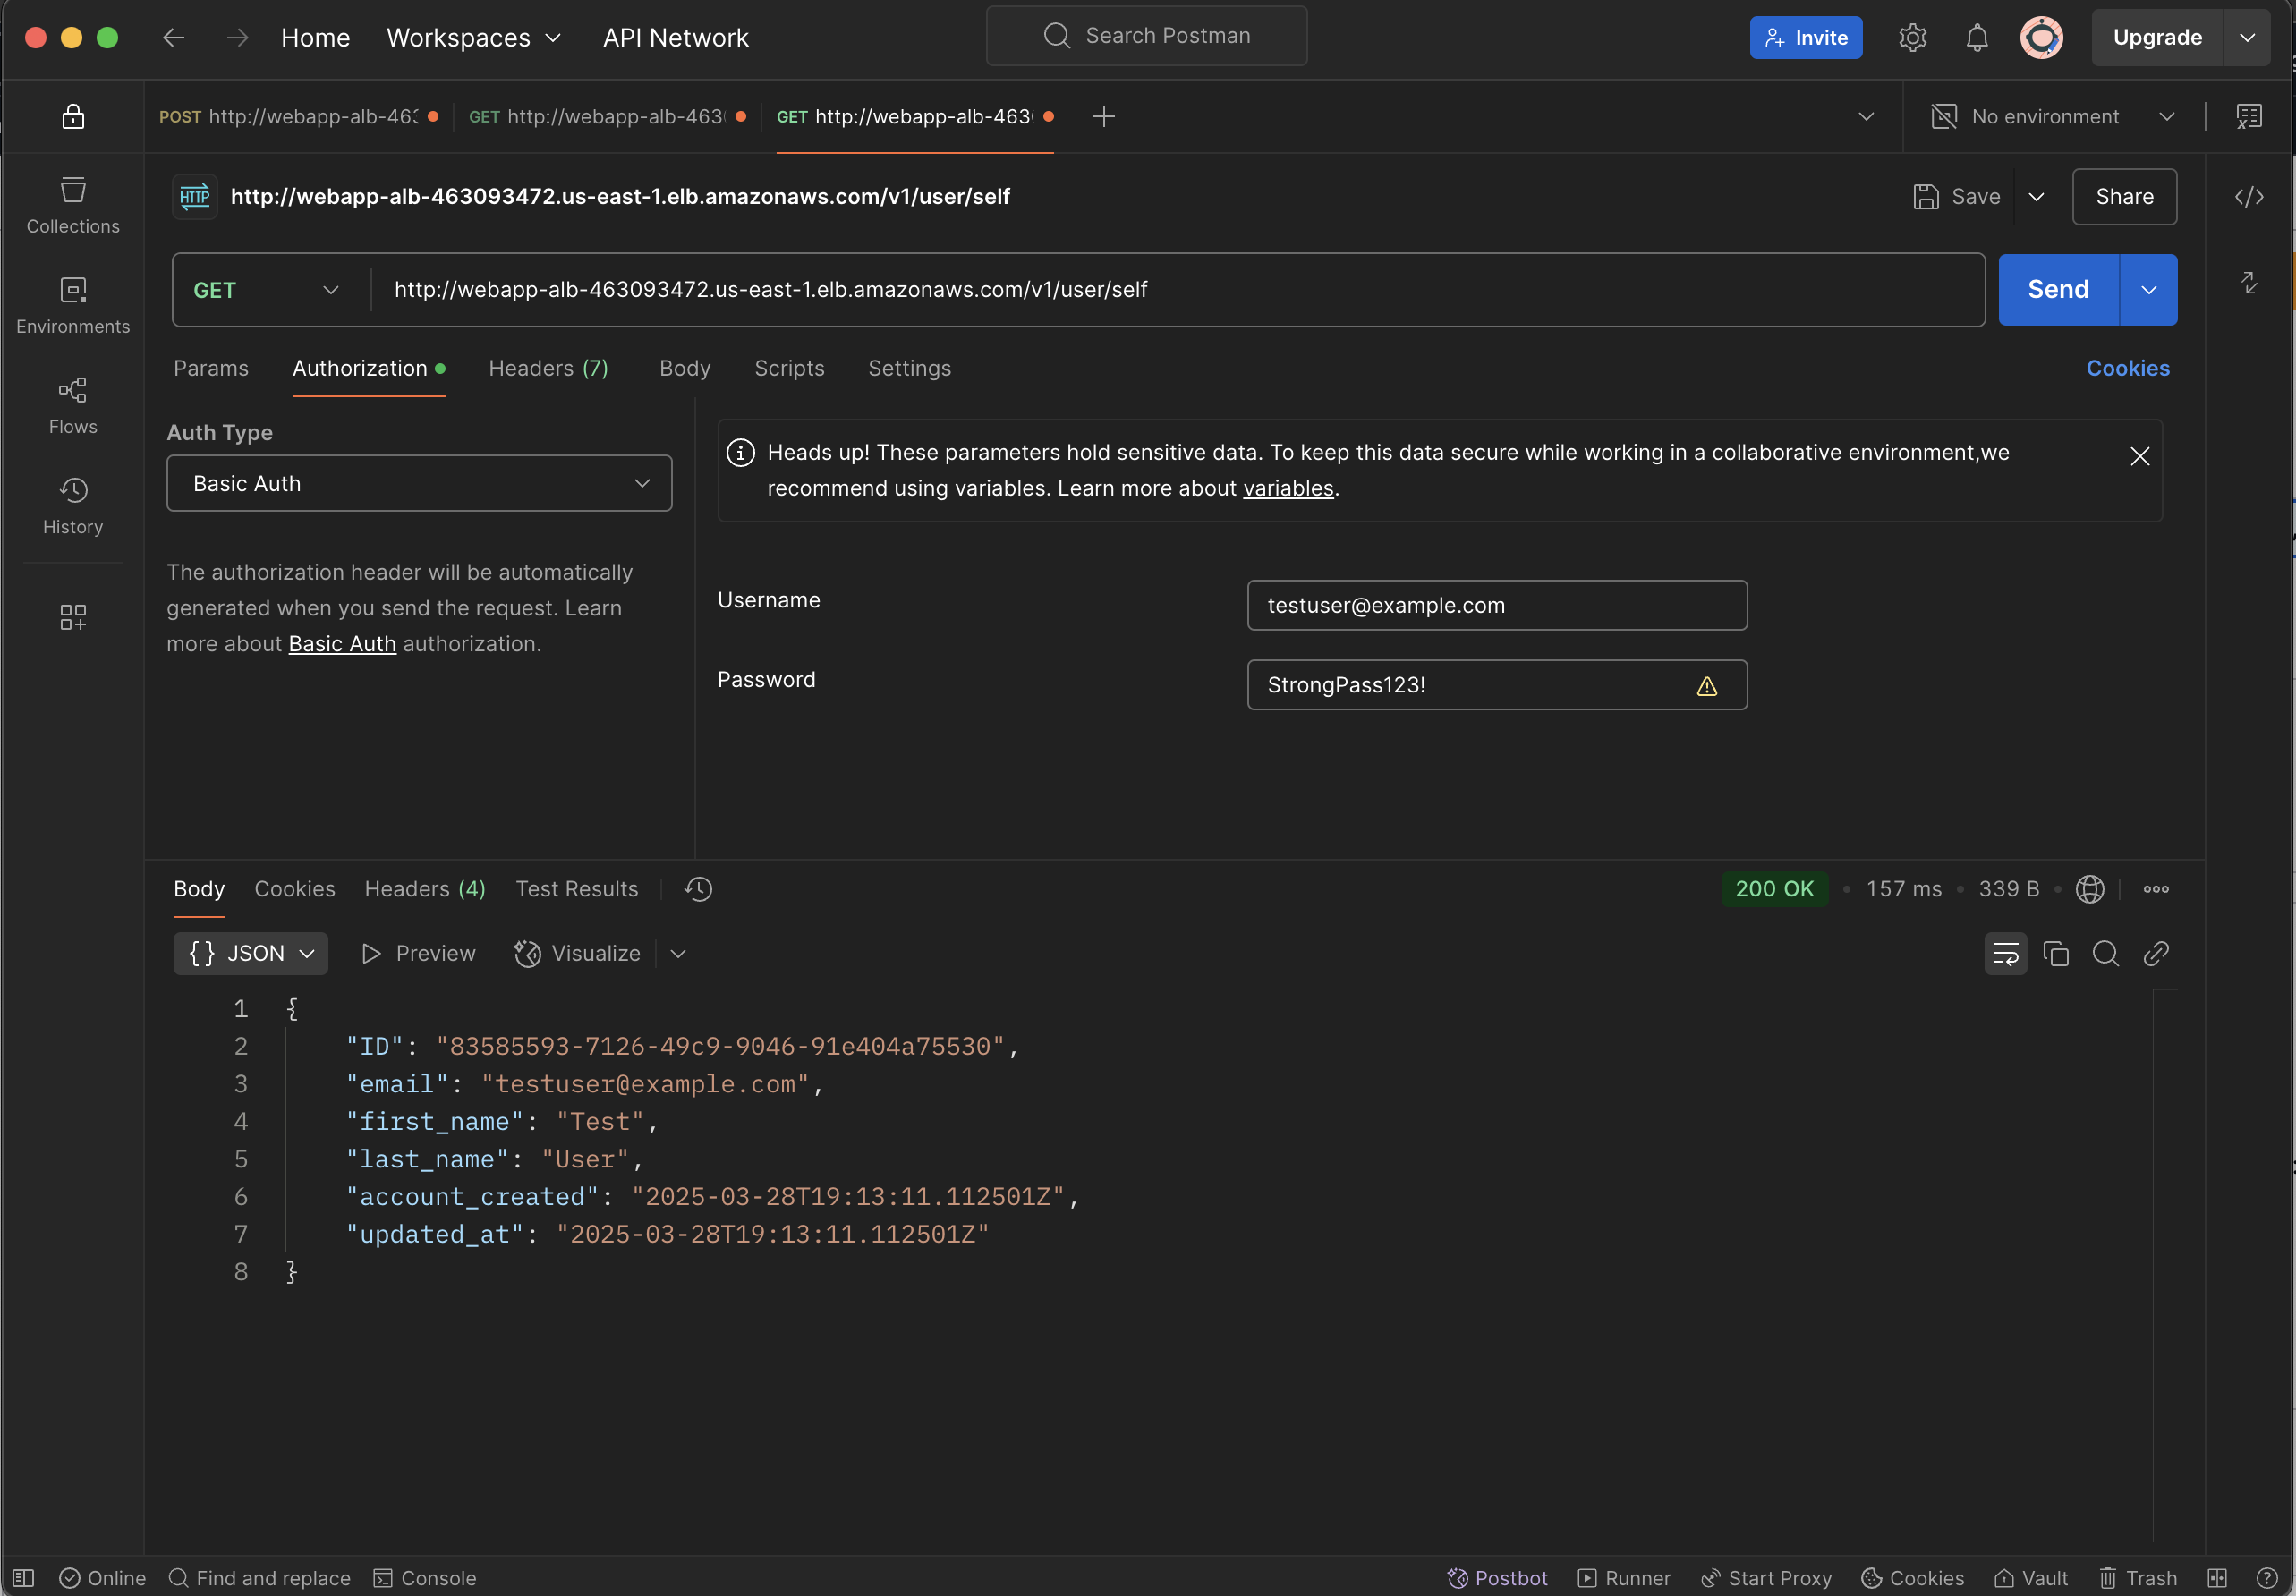 Home Workspaces API Network Search Postman Invite Upgrade
POST http://webapp-alb-463 GET http://webapp-alb-463 GET http://webapp-alb-463 No environment
HTTP http://webapp-alb-463093472.us-east-1.elb.amazonaws.com/v1/user/self Save Share
Collections
GET http://webapp-alb-463093472.us-east-1.elb.amazonaws.com/v1/user/self Send
Environments
Flows
History
Params Authorization Headers (7) Body Scripts Settings Cookies
Auth Type
Basic Auth
The authorization header will be automatically
generated when you send the request. Learn
more about Basic Auth authorization.
Heads up! These parameters hold sensitive data. To keep this data secure while working in a collaborative environment,we
recommend using variables. Learn more about variables.
Username testuser@example.com
Password StrongPass123!
Body Cookies Headers (4) Test Results 200 OK • 157 ms • 339 B •
{} JSON Preview Visualize
1 {
2 "ID": "83585593-7126-49c9-9046-91e404a75530",
3 "email": "testuser@example.com",
4 "first_name": "Test",
5 "last_name": "User",
6 "account_created": "2025-03-28T19:13:11.112501Z",
7 "updated_at": "2025-03-28T19:13:11.112501Z"
8 }
Online Find and replace Console Postbot Runner Start Proxy Cookies Vault Trash